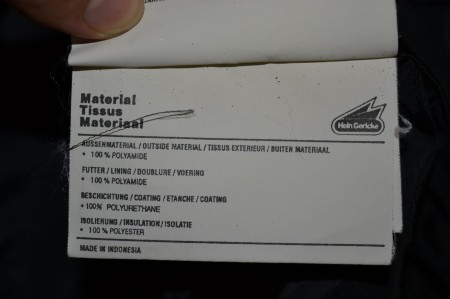 Material
Tissus
Materiaal
Hein Gericke
AUSSENMATERIAL / OUTSIDE MATERIAL / TISSUS EXTERIEUR / BUITEN MATERIAAL
• 100 % POLYAMIDE
FUTTER / LINING / DOUBLURE / VOERING
• 100 % POLYAMIDE
BESCHICHTUNG / COATING / ETANCHE / COATING
•100% POLYURETHANE
ISOLIERUNG / INSULATION / ISOLATIE
• 100 % POLYESTER
MADE IN INDONESIA